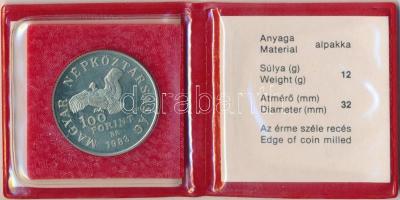 MAGYAR NÉPKÖZTÁRSASÁG
100
FORINT
BP.
1983
Anyaga
Material alpakka
Súlya (g)
Weight (g) 12
Átmérő (mm)
Diameter (mm) 32
Az érme széle recés
Edge of coin milled